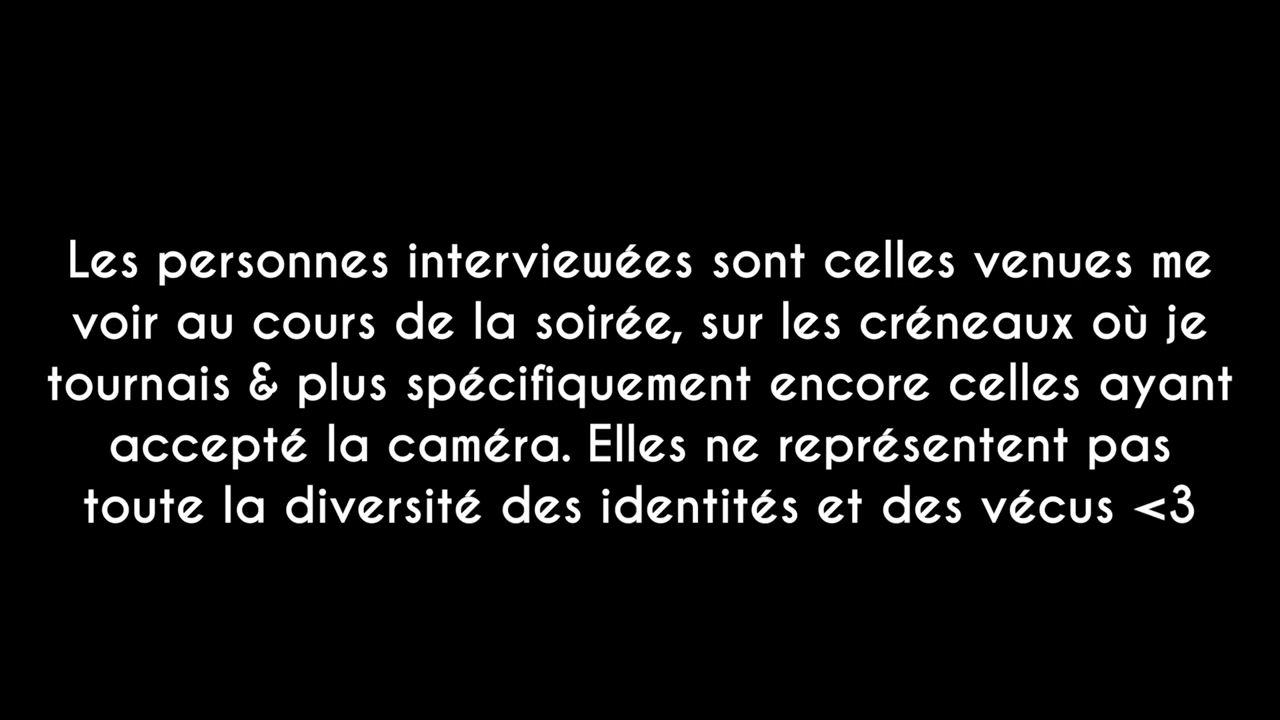 Les personnes interviewées sont celles venues me
voir au cours de la soirée, sur les créneaux où je
tournais & plus spécifiquement encore celles ayant
accepté la caméra. Elles ne représentent pas
toute la diversité des identités et des vécus <3